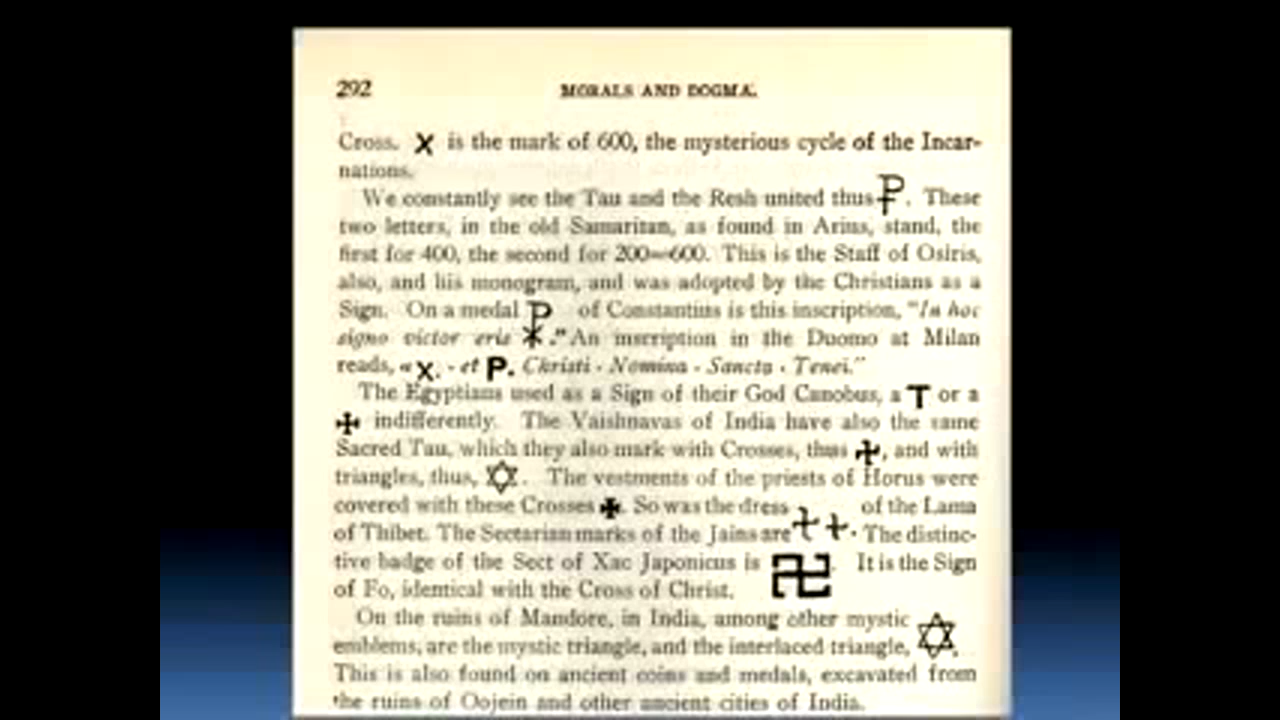 292 MORALS AND DOGMA.
Cross. X is the mark of 600, the mysterious cycle of the Incar-
nations.
We constantly see the Tau and the Resh united thus ⳨. These
two letters, in the old Samaritan, as found in Arius, stand, the
first for 400, the second for 200=600. This is the Staff of Osiris,
also, and his monogram, and was adopted by the Christians as a
Sign. On a medal of Constantius is this inscription, "In hoc
signo victor eris ☧." An inscription in the Duomo at Milan
reads, "X. - et P. Christi - Nomina - Sancta - Tenei."
The Egyptians used as a Sign of their God Canobus, a T or a
✠ indifferently. The Vaishnavas of India have also the same
Sacred Tau, which they also mark with Crosses, thus ✠, and with
triangles, thus, ✡. The vestments of the priests of Horus were
covered with these Crosses ✠. So was the dress of the Lama
of Thibet. The Sectarian marks of the Jains are . The distinc-
tive badge of the Sect of Xac Japonicus is 卍. It is the Sign
of Fo, identical with the Cross of Christ.
On the ruins of Mandore, in India, among other mystic
emblems, are the mystic triangle, and the interlaced triangle, ✡.
This is also found on ancient coins and medals, excavated from
the ruins of Oojein and other ancient cities of India.